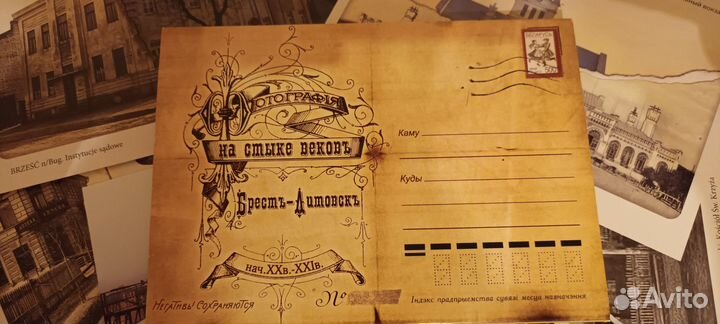 Фотографія
на стыке вековъ
Брестъ-Литовскъ
нач. XXв.-XXIв.
Негативы сохраняются
№
Каму
Куды
Індэкс прадпрыемства сувязі месца назначэння
BRZEŚĆ n/Bug. Instytucje sądowe
Avito